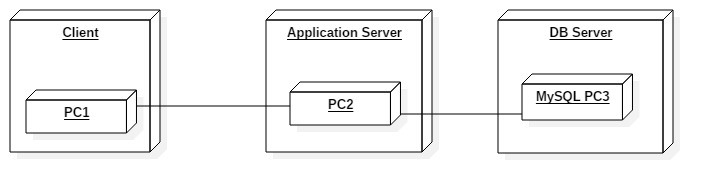 Client
Application Server
DB Server
PC1
PC2
MySQL PC3